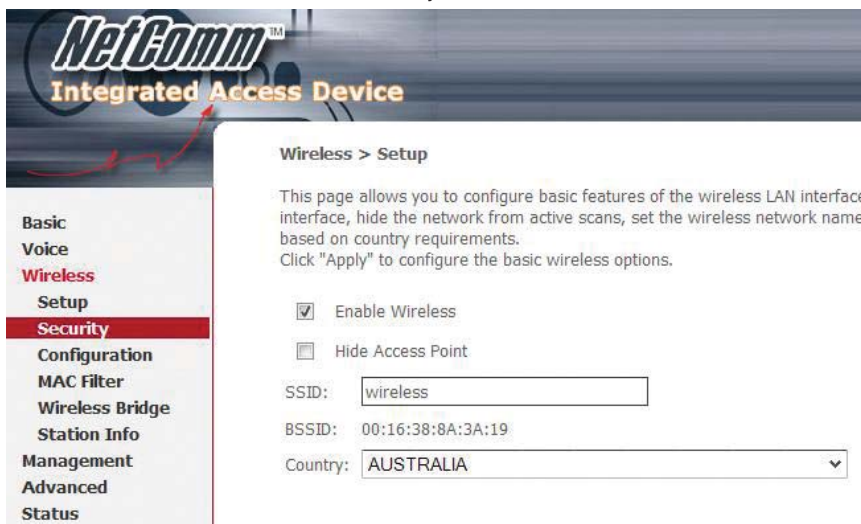 NetComm™
Integrated Access Device
Wireless > Setup
This page allows you to configure basic features of the wireless LAN interface
interface, hide the network from active scans, set the wireless network name
based on country requirements.
Click "Apply" to configure the basic wireless options.
Basic
Voice
Wireless
Setup
Security
Configuration
MAC Filter
Wireless Bridge
Station Info
Management
Advanced
Status
Enable Wireless
Hide Access Point
SSID: wireless
BSSID: 00:16:38:8A:3A:19
Country: AUSTRALIA